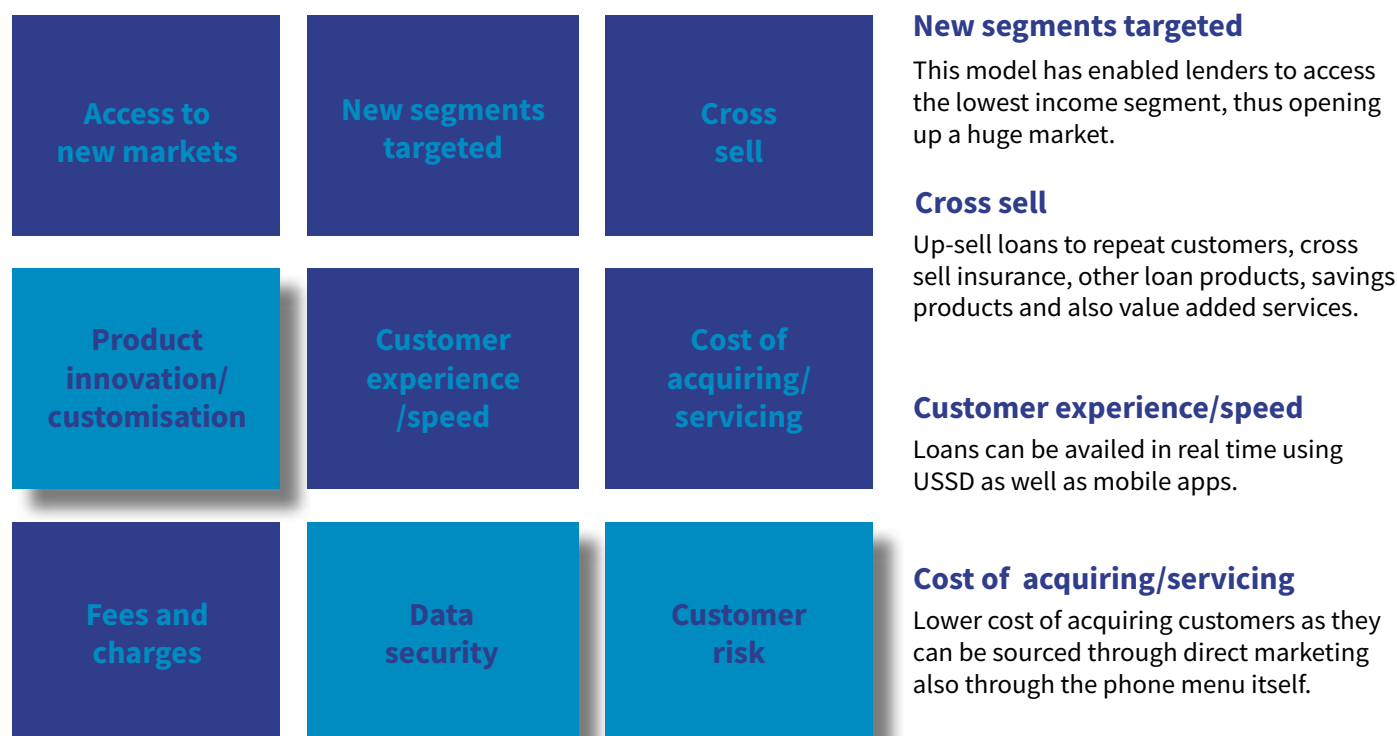 Access to
new markets
New segments
targeted
Cross
sell
Product
innovation/
customisation
Customer
experience
/speed
Cost of
acquiring/
servicing
Fees and
charges
Data
security
Customer
risk
New segments targeted
This model has enabled lenders to access
the lowest income segment, thus opening
up a huge market.
Cross sell
Up-sell loans to repeat customers, cross
sell insurance, other loan products, savings
products and also value added services.
Customer experience/speed
Loans can be availed in real time using
USSD as well as mobile apps.
Cost of acquiring/servicing
Lower cost of acquiring customers as they
can be sourced through direct marketing
also through the phone menu itself.